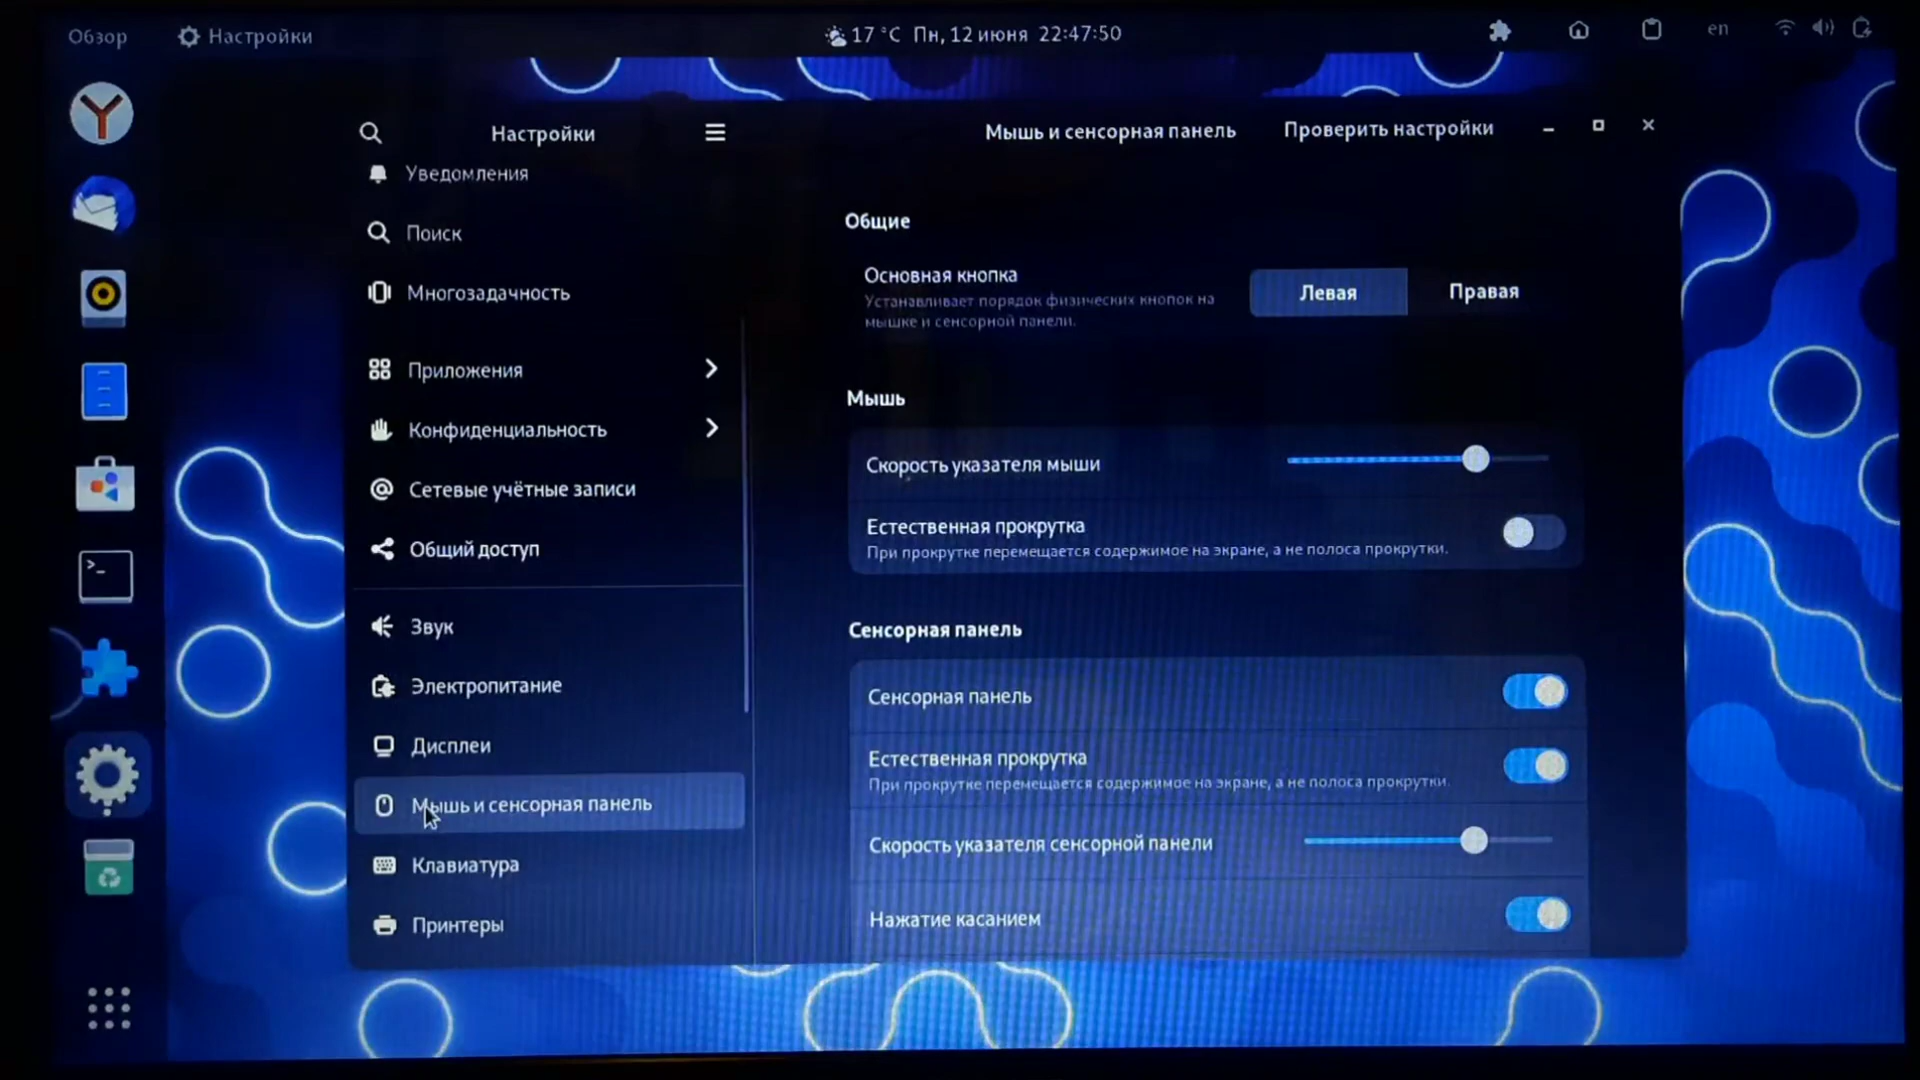 Обзор
Настройки
17 °C Пн, 12 июня 22:47:50
en
Настройки
Мышь и сенсорная панель
Проверить настройки
Уведомления
Поиск
Многозадачность
Приложения
Конфиденциальность
Сетевые учётные записи
Общий доступ
Звук
Электропитание
Дисплеи
Мышь и сенсорная панель
Клавиатура
Принтеры
Общие
Основная кнопка
Устанавливает порядок физических кнопок на
мышке и сенсорной панели.
Левая
Правая
Мышь
Скорость указателя мыши
Естественная прокрутка
При прокрутке перемещается содержимое на экране, а не полоса прокрутки.
Сенсорная панель
Сенсорная панель
Естественная прокрутка
При прокрутке перемещается содержимое на экране, а не полоса прокрутки.
Скорость указателя сенсорной панели
Нажатие касанием